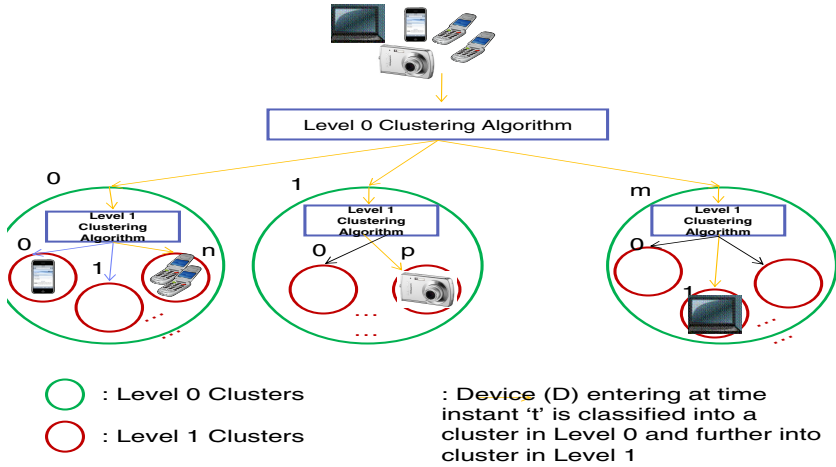 Level 0 Clustering Algorithm
0
1
m
Level 1
Clustering
Algorithm
0
1
n
Level 1
Clustering
Algorithm
0
p
Level 1
Clustering
Algorithm
0
1
: Level 0 Clusters
: Level 1 Clusters
: Device (D) entering at time
instant ‘t’ is classified into a
cluster in Level 0 and further into
cluster in Level 1